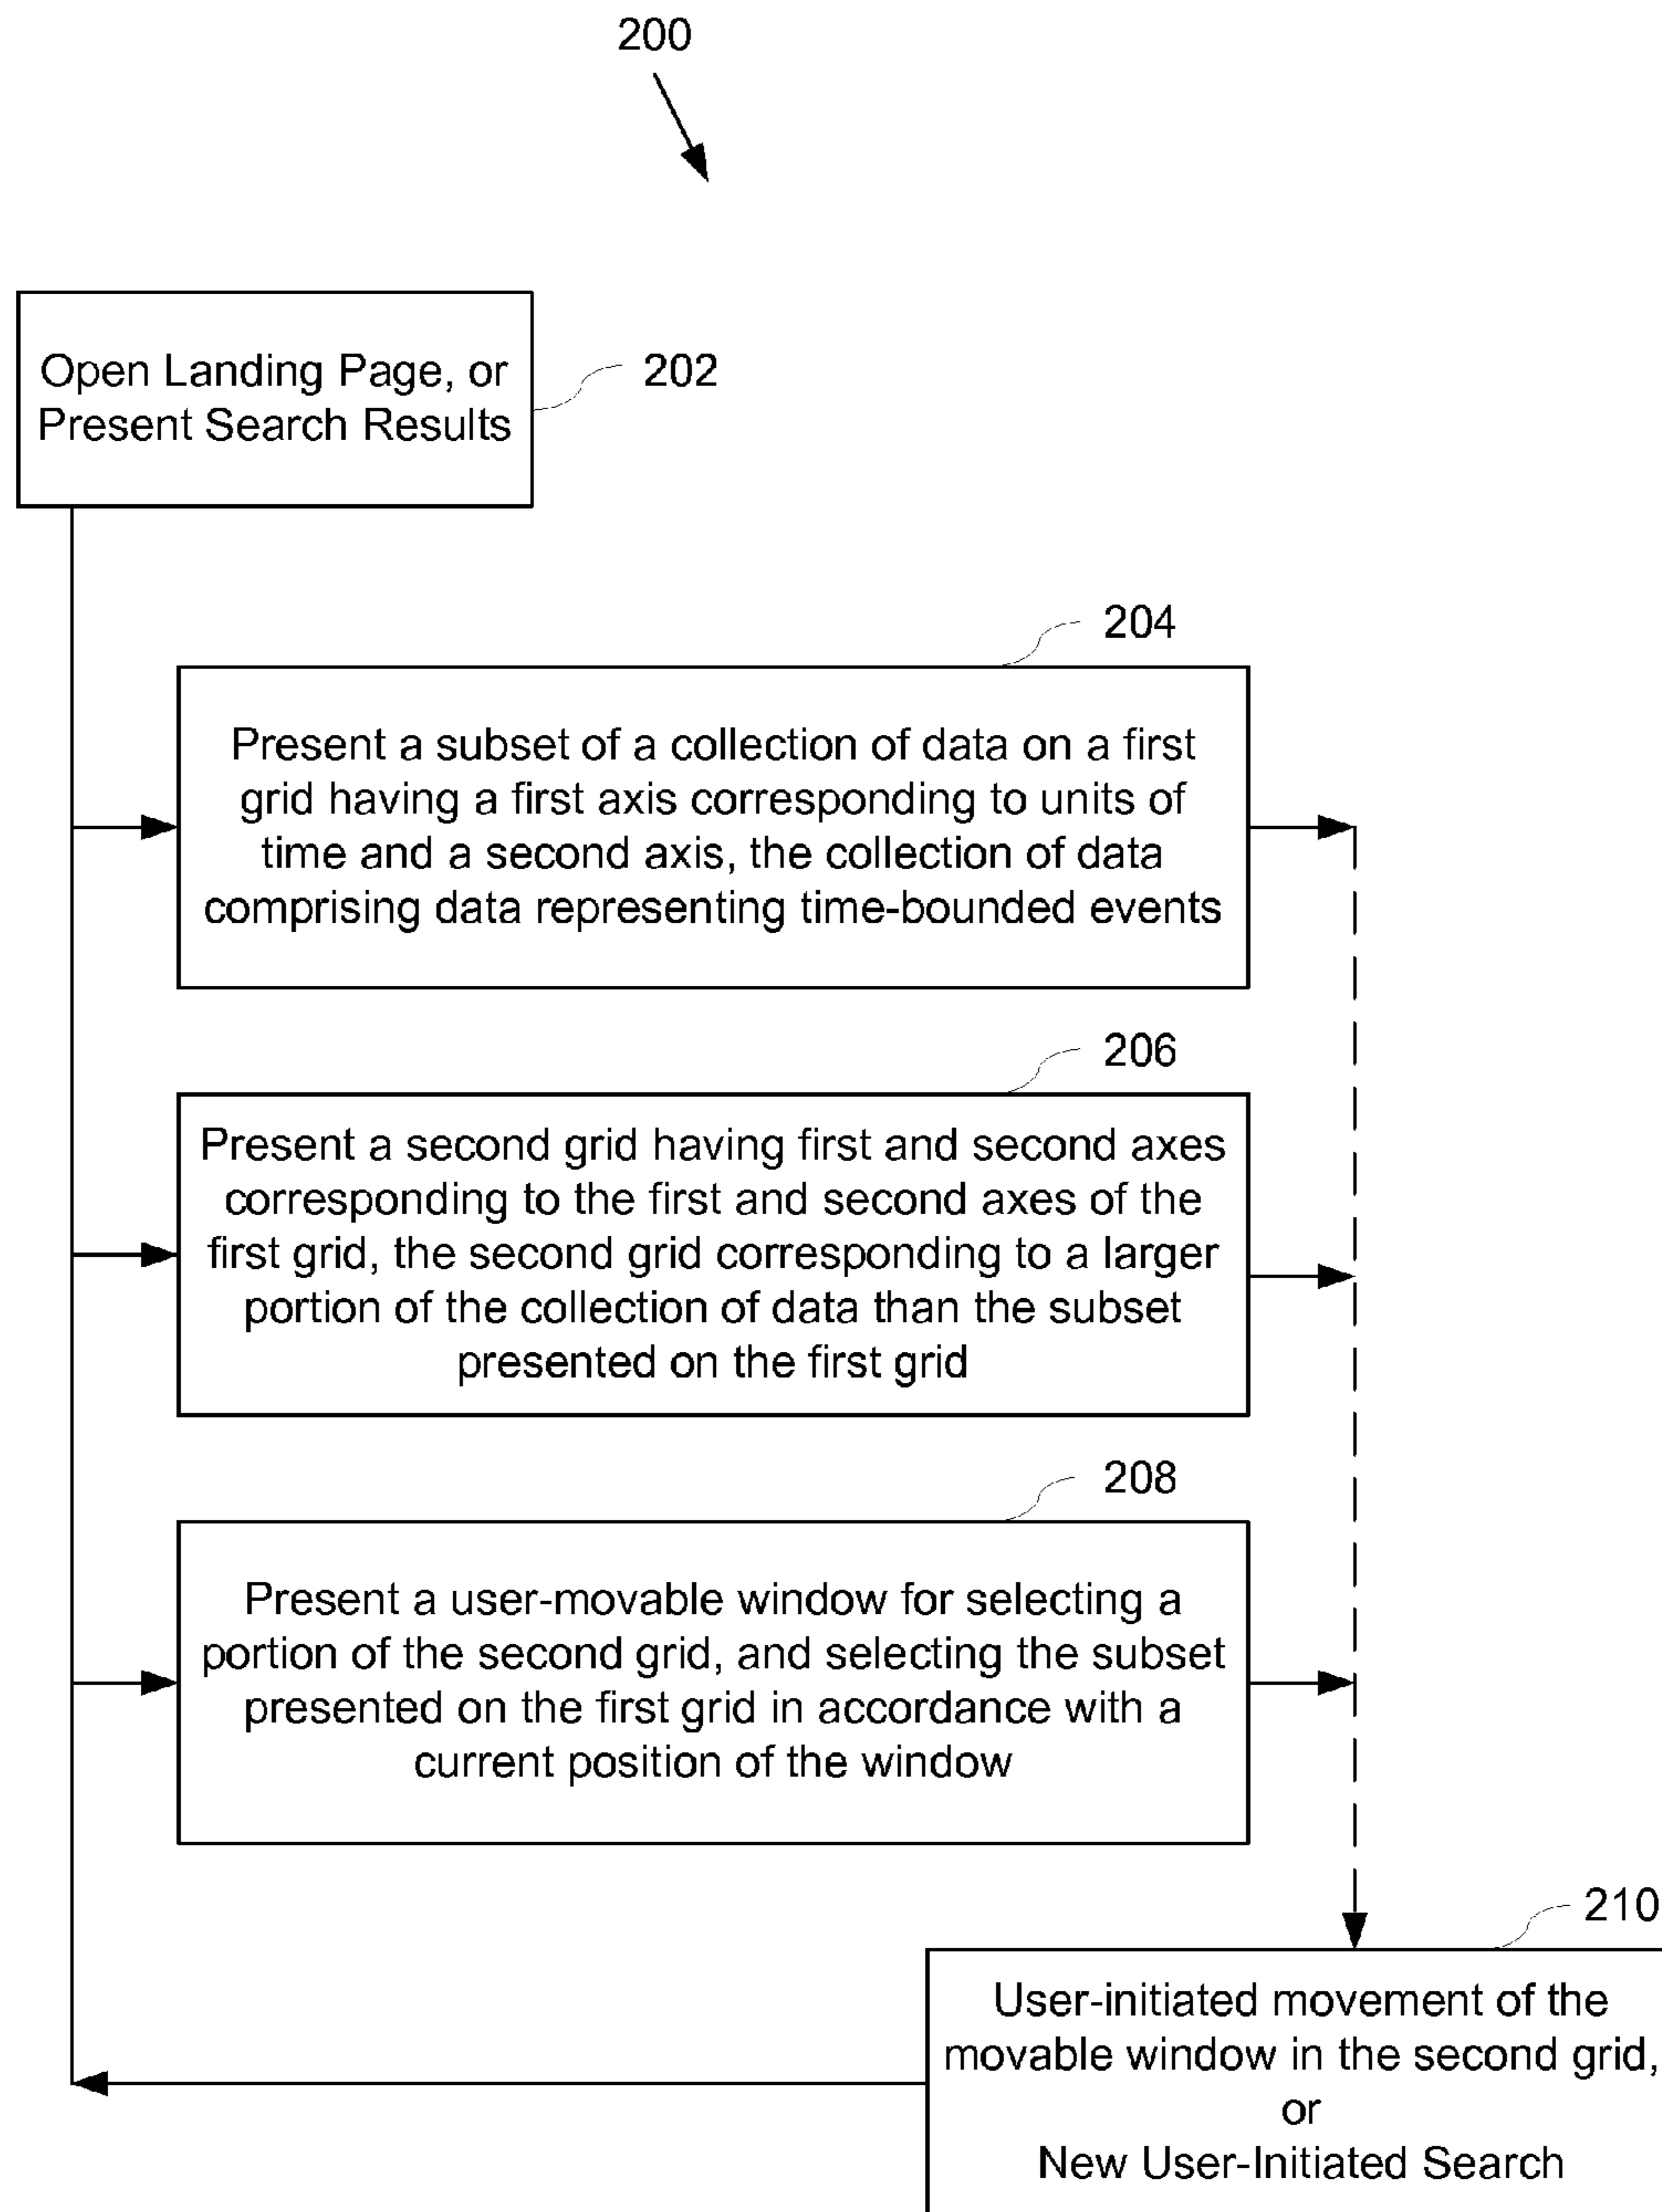 200
Open Landing Page, or
Present Search Results
202
204
Present a subset of a collection of data on a first
grid having a first axis corresponding to units of
time and a second axis, the collection of data
comprising data representing time-bounded events
206
Present a second grid having first and second axes
corresponding to the first and second axes of the
first grid, the second grid corresponding to a larger
portion of the collection of data than the subset
presented on the first grid
208
Present a user-movable window for selecting a
portion of the second grid, and selecting the subset
presented on the first grid in accordance with a
current position of the window
210
User-initiated movement of the
movable window in the second grid,
or
New User-Initiated Search